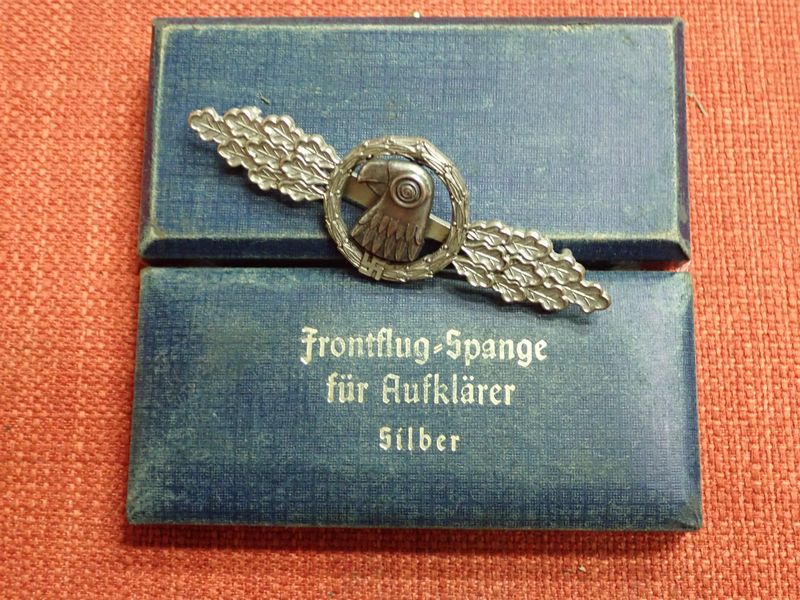 Frontflug-Spange
für Aufklärer
Silber